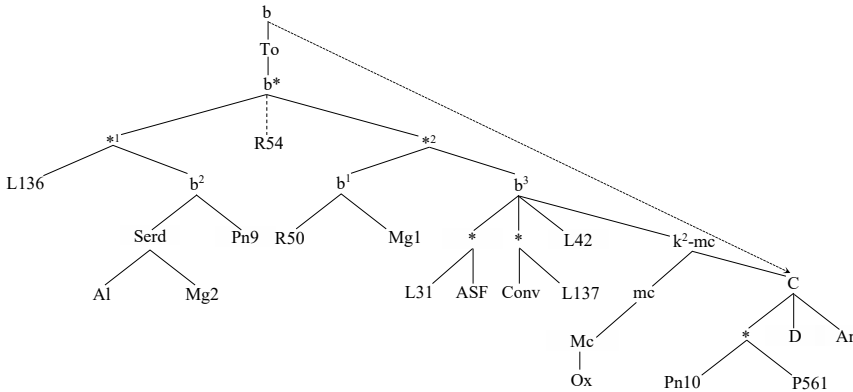 b
To
b*
*¹ R54 *²
L136 b² b¹ b³
Serd Pn9 R50 Mg1 * * L42 k²-mc
Al Mg2 L31 ASF Conv L137 mc C
Mc * D Ar
Ox Pn10 P561